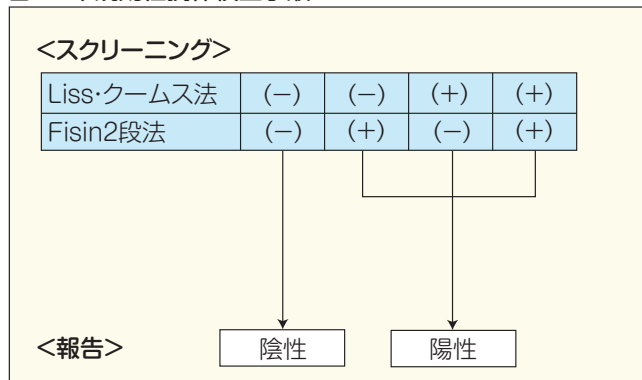 <スクリーニング>
Liss・クームス法 (−) (−) (+) (+)
Fisin2段法 (−) (+) (−) (+)
<報告> 陰性 陽性